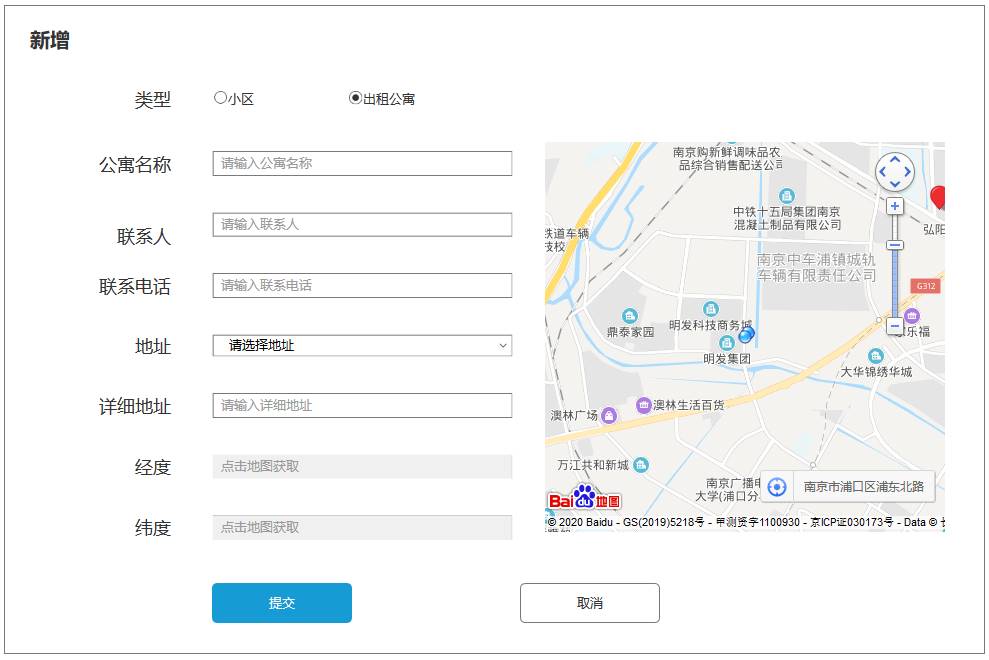 新增
类型
小区
出租公寓
公寓名称
请输入公寓名称
联系人
请输入联系人
联系电话
请输入联系电话
地址
请选择地址
详细地址
请输入详细地址
经度
点击地图获取
纬度
点击地图获取
提交
取消
南京购新鲜调味品农
品综合销售配送公司
中铁十五局集团南京
混凝土制品有限公司
铁道车辆
技校
弘阳
南京中车浦镇城轨
车辆有限责任公司
G312
鼎泰家园
明发科技商务城
家乐福
明发集团
大华锦绣华城
澳林广场
澳林生活百货
万江共和新城
南京广播电
大学(浦口分
南京市浦口区浦东北路
Bai du 地图
© 2020 Baidu - GS(2019)5218号 - 甲测资字1100930 - 京ICP证030173号 - Data ©